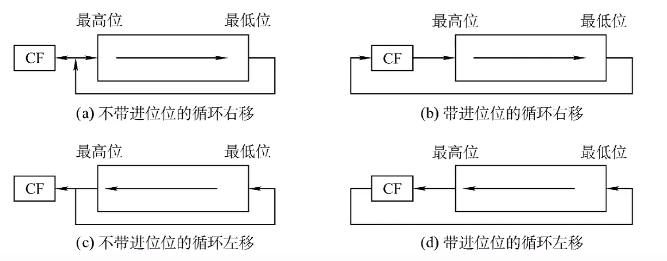 最高位 最低位 最高位 最低位
CF CF
(a) 不带进位位的循环右移 (b) 带进位位的循环右移
最高位 最低位 最高位 最低位
CF CF
(c) 不带进位位的循环左移 (d) 带进位位的循环左移